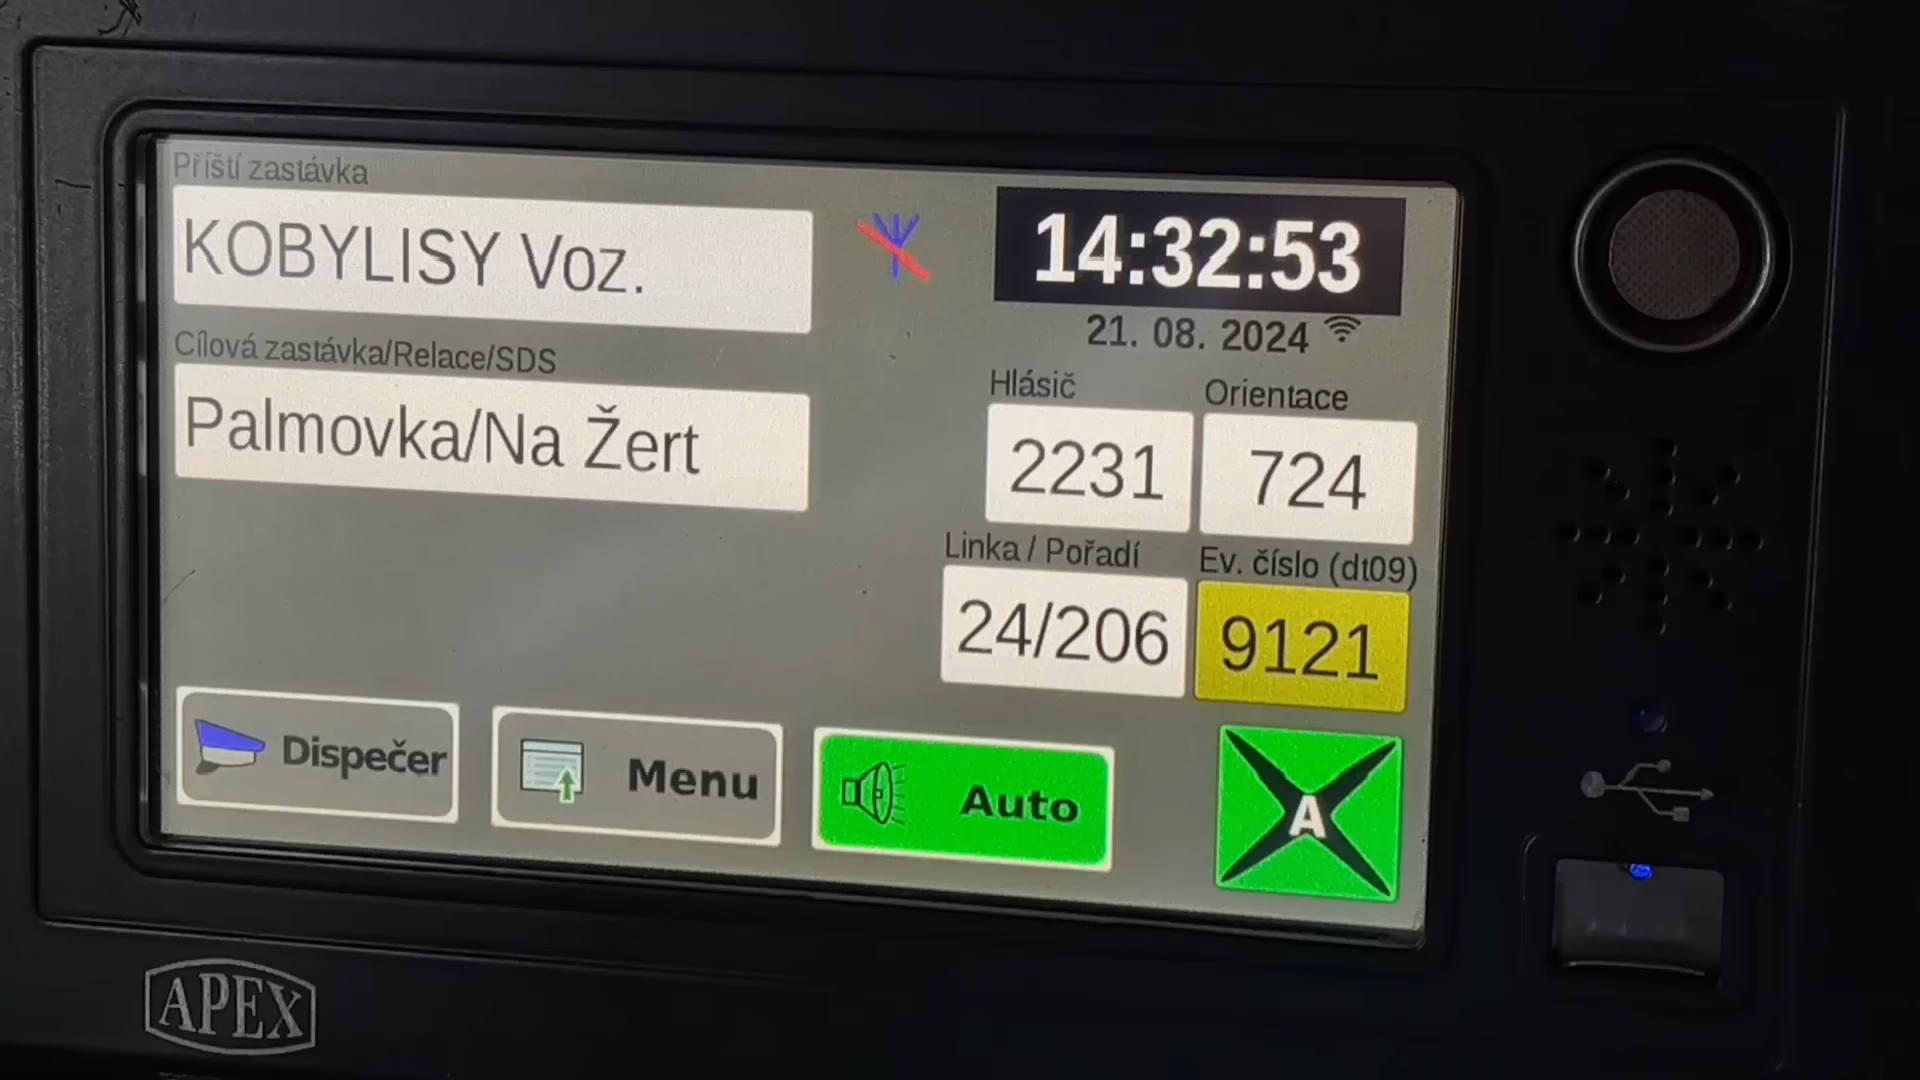 Příští zastávka
KOBYLISY Voz.
14:32:53
21. 08. 2024
Cílová zastávka/Relace/SDS
Palmovka/Na Žert
Hlásič
Orientace
2231
724
Linka / Pořadí
Ev. číslo (dt09)
24/206
9121
Dispečer
Menu
Auto
A
APEX